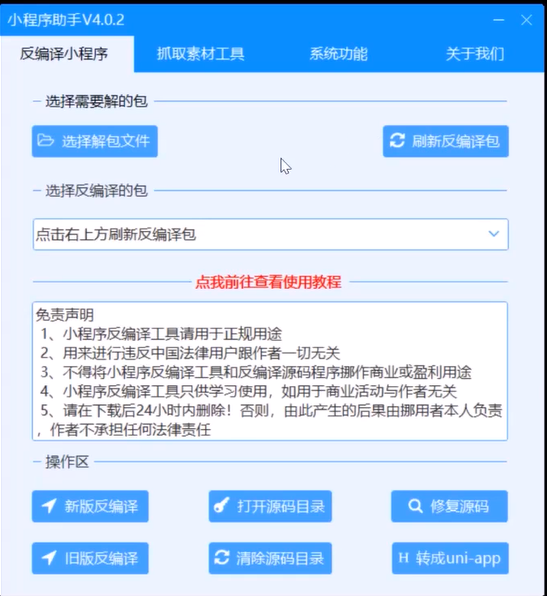 小程序助手V4.0.2
反编译小程序
抓取素材工具
系统功能
关于我们
选择需要解的包
选择解包文件
刷新反编译包
选择反编译的包
点击右上方刷新反编译包
点我前往查看使用教程
免责声明
1、小程序反编译工具请用于正规用途
2、用来进行违反中国法律用户跟作者一切无关
3、不得将小程序反编译工具和反编译源码程序挪作商业或盈利用途
4、小程序反编译工具只供学习使用，如用于商业活动与作者无关
5、请在下载后24小时内删除！否则，由此产生的后果由挪用者本人负责
，作者不承担任何法律责任
操作区
新版反编译
打开源码目录
修复源码
旧版反编译
清除源码目录
H 转成uni-app